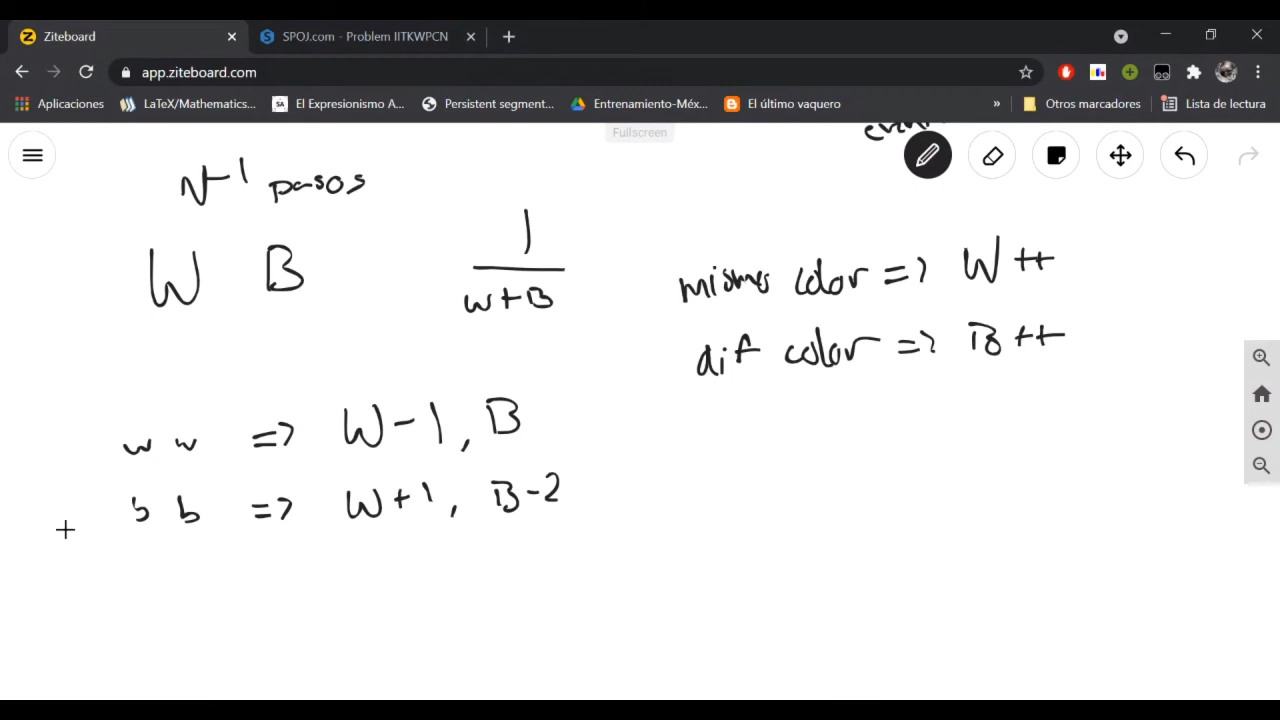 Ziteboard
SPOJ.com - Problem IITKWPCN
app.ziteboard.com
Aplicaciones
LaTeX/Mathematics...
SA El Expresionismo A...
Persistent segment...
Entrenamiento-Méx...
El último vaquero
»
Otros marcadores
Lista de lectura
Fullscreen
N-1 pasos
W B
1
W+B
mismo color => W++
dif color => B++
w w => W-1, B
b b => W+1, B-2